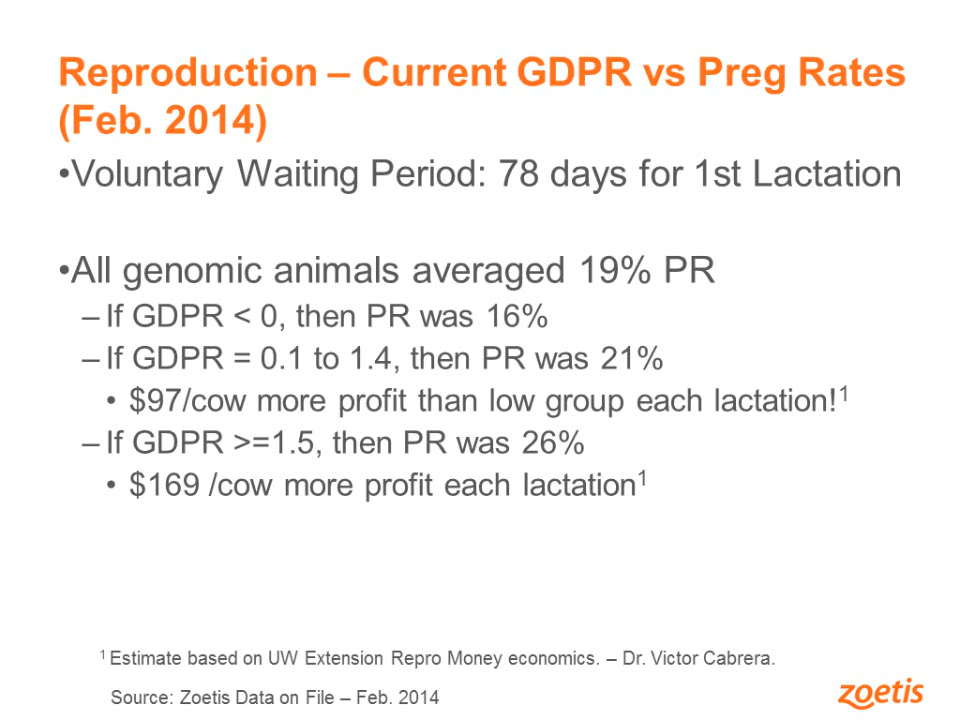 Reproduction – Current GDPR vs Preg Rates
(Feb. 2014)
•Voluntary Waiting Period: 78 days for 1st Lactation
•All genomic animals averaged 19% PR
– If GDPR < 0, then PR was 16%
– If GDPR = 0.1 to 1.4, then PR was 21%
• $97/cow more profit than low group each lactation!1
– If GDPR >=1.5, then PR was 26%
• $169 /cow more profit each lactation1
1 Estimate based on UW Extension Repro Money economics. – Dr. Victor Cabrera.
Source: Zoetis Data on File – Feb. 2014
zoetis